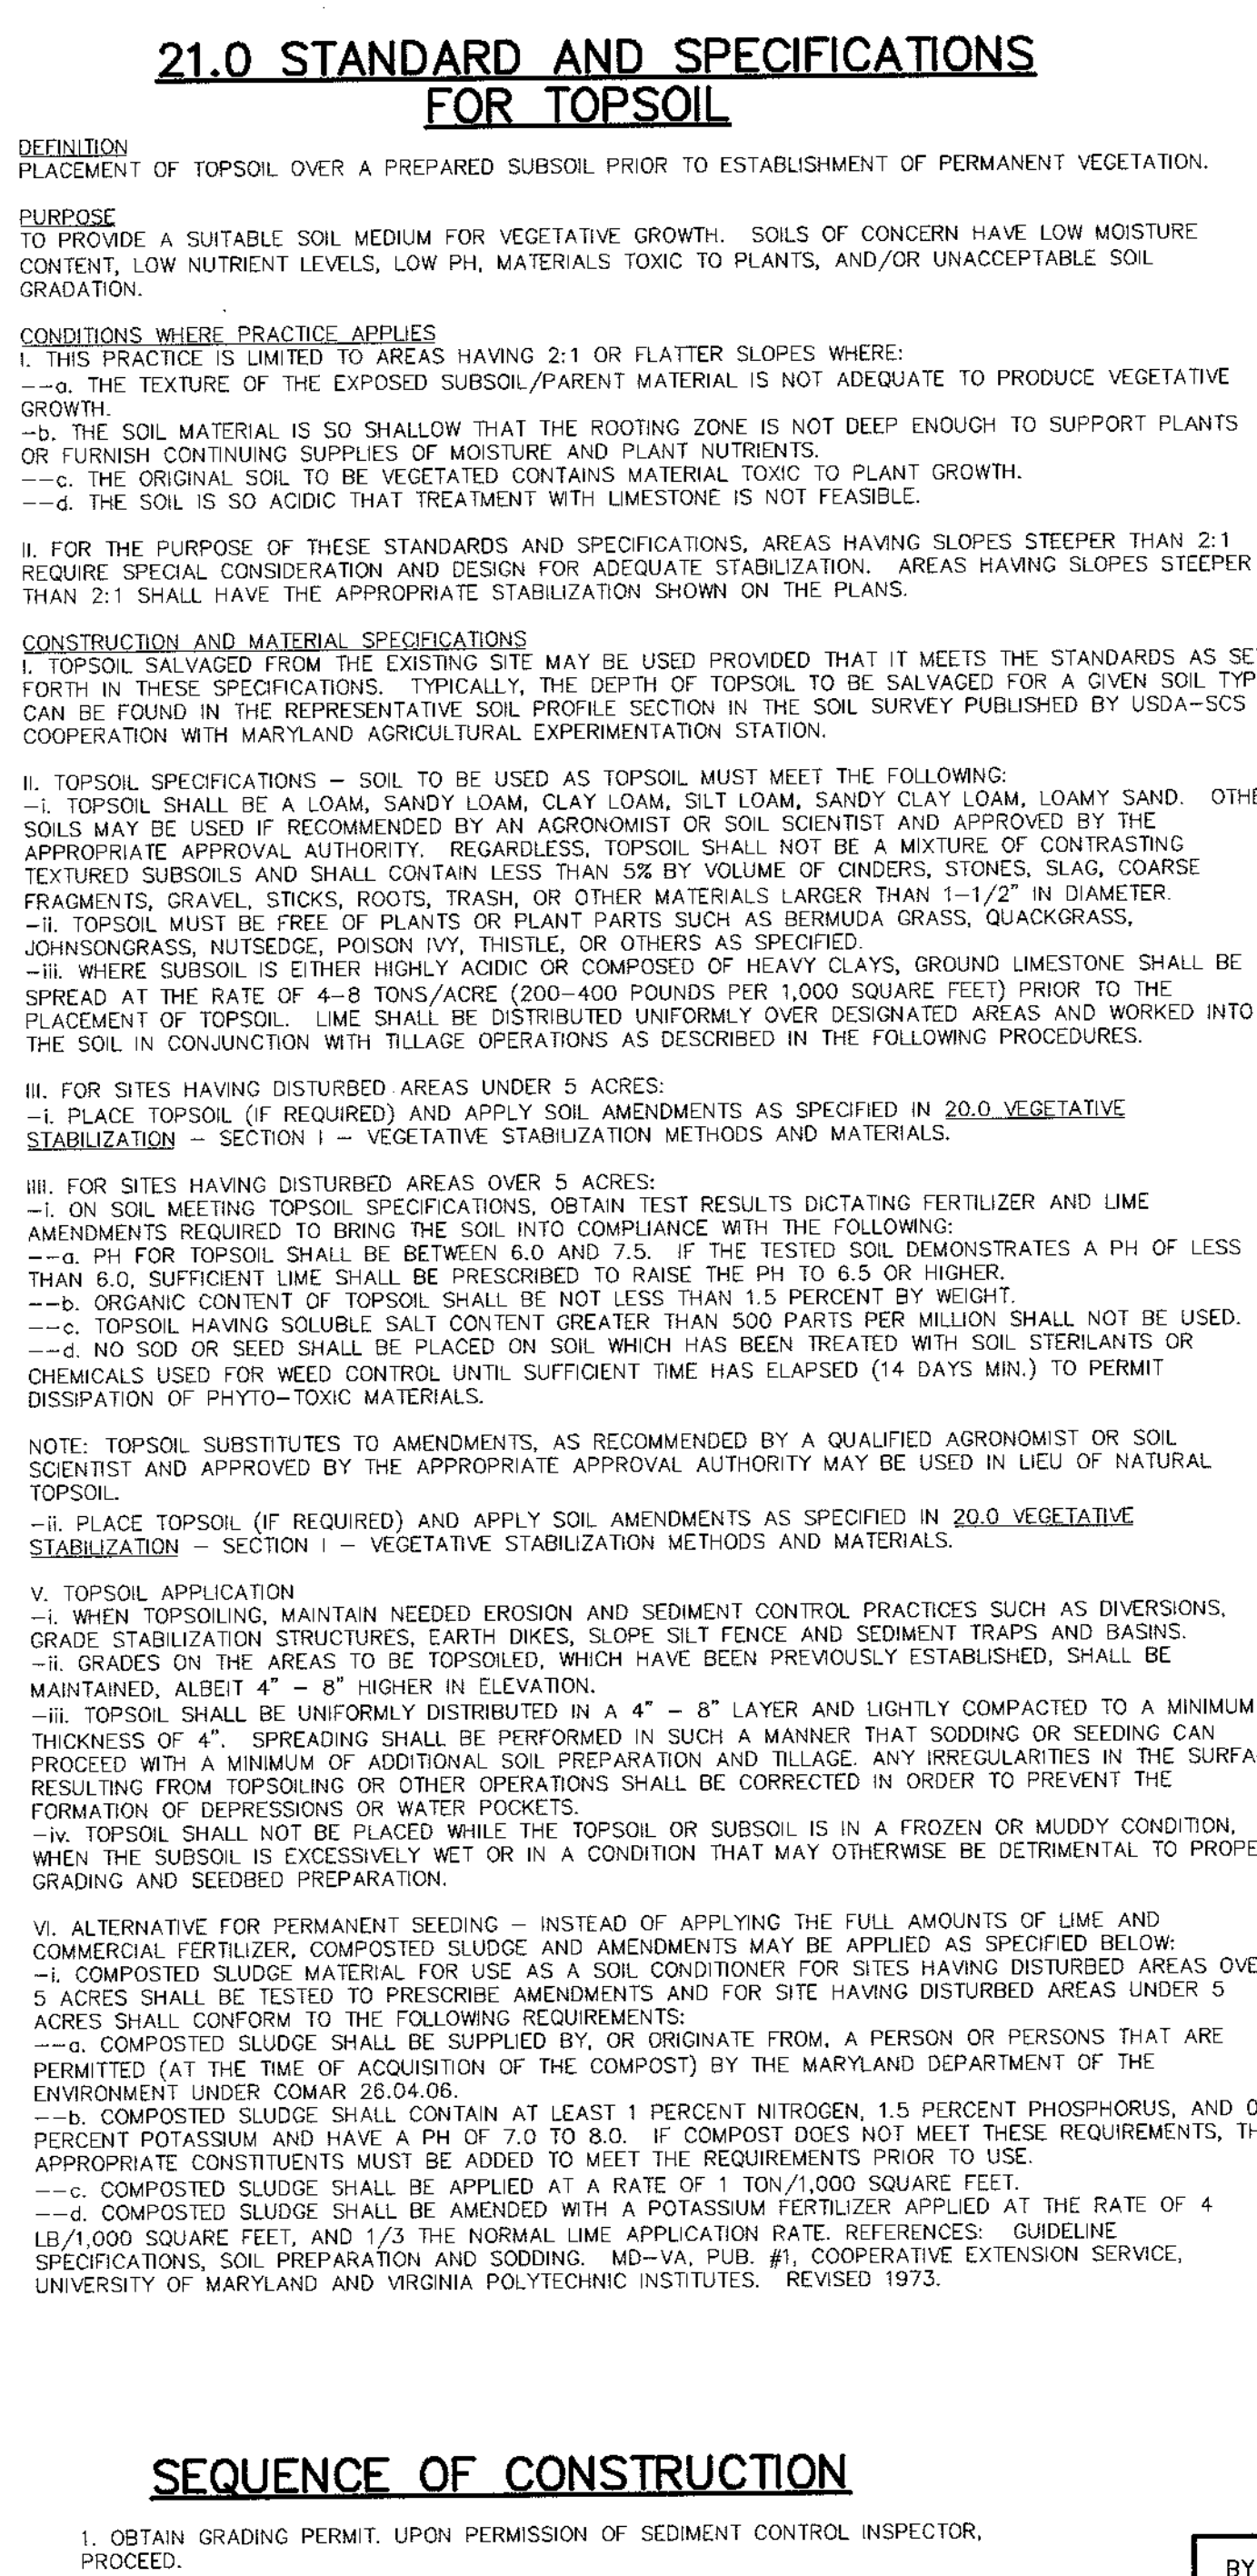 21.0 STANDARD AND SPECIFICATIONS
FOR TOPSOIL
DEFINITION
PLACEMENT OF TOPSOIL OVER A PREPARED SUBSOIL PRIOR TO ESTABLISHMENT OF PERMANENT VEGETATION.
PURPOSE
TO PROVIDE A SUITABLE SOIL MEDIUM FOR VEGETATIVE GROWTH. SOILS OF CONCERN HAVE LOW MOISTURE
CONTENT, LOW NUTRIENT LEVELS, LOW PH, MATERIALS TOXIC TO PLANTS, AND/OR UNACCEPTABLE SOIL
GRADATION.
CONDITIONS WHERE PRACTICE APPLIES
I. THIS PRACTICE IS LIMITED TO AREAS HAVING 2:1 OR FLATTER SLOPES WHERE:
--a. THE TEXTURE OF THE EXPOSED SUBSOIL/PARENT MATERIAL IS NOT ADEQUATE TO PRODUCE VEGETATIVE
GROWTH.
-b. THE SOIL MATERIAL IS SO SHALLOW THAT THE ROOTING ZONE IS NOT DEEP ENOUGH TO SUPPORT PLANTS
OR FURNISH CONTINUING SUPPLIES OF MOISTURE AND PLANT NUTRIENTS.
--c. THE ORIGINAL SOIL TO BE VEGETATED CONTAINS MATERIAL TOXIC TO PLANT GROWTH.
--d. THE SOIL IS SO ACIDIC THAT TREATMENT WITH LIMESTONE IS NOT FEASIBLE.
II. FOR THE PURPOSE OF THESE STANDARDS AND SPECIFICATIONS, AREAS HAVING SLOPES STEEPER THAN 2:1
REQUIRE SPECIAL CONSIDERATION AND DESIGN FOR ADEQUATE STABILIZATION. AREAS HAVING SLOPES STEEPER
THAN 2:1 SHALL HAVE THE APPROPRIATE STABILIZATION SHOWN ON THE PLANS.
CONSTRUCTION AND MATERIAL SPECIFICATIONS
I. TOPSOIL SALVAGED FROM THE EXISTING SITE MAY BE USED PROVIDED THAT IT MEETS THE STANDARDS AS SE
FORTH IN THESE SPECIFICATIONS. TYPICALLY, THE DEPTH OF TOPSOIL TO BE SALVAGED FOR A GIVEN SOIL TYP
CAN BE FOUND IN THE REPRESENTATIVE SOIL PROFILE SECTION IN THE SOIL SURVEY PUBLISHED BY USDA-SCS
COOPERATION WITH MARYLAND AGRICULTURAL EXPERIMENTATION STATION.
II. TOPSOIL SPECIFICATIONS - SOIL TO BE USED AS TOPSOIL MUST MEET THE FOLLOWING:
-i. TOPSOIL SHALL BE A LOAM, SANDY LOAM, CLAY LOAM, SILT LOAM, SANDY CLAY LOAM, LOAMY SAND. OTHE
SOILS MAY BE USED IF RECOMMENDED BY AN AGRONOMIST OR SOIL SCIENTIST AND APPROVED BY THE
APPROPRIATE APPROVAL AUTHORITY. REGARDLESS, TOPSOIL SHALL NOT BE A MIXTURE OF CONTRASTING
TEXTURED SUBSOILS AND SHALL CONTAIN LESS THAN 5% BY VOLUME OF CINDERS, STONES, SLAG, COARSE
FRAGMENTS, GRAVEL, STICKS, ROOTS, TRASH, OR OTHER MATERIALS LARGER THAN 1-1/2" IN DIAMETER.
-ii. TOPSOIL MUST BE FREE OF PLANTS OR PLANT PARTS SUCH AS BERMUDA GRASS, QUACKGRASS,
JOHNSONGRASS, NUTSEDGE, POISON IVY, THISTLE, OR OTHERS AS SPECIFIED.
-iii. WHERE SUBSOIL IS EITHER HIGHLY ACIDIC OR COMPOSED OF HEAVY CLAYS, GROUND LIMESTONE SHALL BE
SPREAD AT THE RATE OF 4-8 TONS/ACRE (200-400 POUNDS PER 1,000 SQUARE FEET) PRIOR TO THE
PLACEMENT OF TOPSOIL. LIME SHALL BE DISTRIBUTED UNIFORMLY OVER DESIGNATED AREAS AND WORKED INTO
THE SOIL IN CONJUNCTION WITH TILLAGE OPERATIONS AS DESCRIBED IN THE FOLLOWING PROCEDURES.
III. FOR SITES HAVING DISTURBED AREAS UNDER 5 ACRES:
-i. PLACE TOPSOIL (IF REQUIRED) AND APPLY SOIL AMENDMENTS AS SPECIFIED IN 20.0 VEGETATIVE
STABILIZATION - SECTION I - VEGETATIVE STABILIZATION METHODS AND MATERIALS.
IIII. FOR SITES HAVING DISTURBED AREAS OVER 5 ACRES:
-i. ON SOIL MEETING TOPSOIL SPECIFICATIONS, OBTAIN TEST RESULTS DICTATING FERTILIZER AND LIME
AMENDMENTS REQUIRED TO BRING THE SOIL INTO COMPLIANCE WITH THE FOLLOWING:
--a. PH FOR TOPSOIL SHALL BE BETWEEN 6.0 AND 7.5. IF THE TESTED SOIL DEMONSTRATES A PH OF LESS
THAN 6.0, SUFFICIENT LIME SHALL BE PRESCRIBED TO RAISE THE PH TO 6.5 OR HIGHER.
--b. ORGANIC CONTENT OF TOPSOIL SHALL BE NOT LESS THAN 1.5 PERCENT BY WEIGHT.
--c. TOPSOIL HAVING SOLUBLE SALT CONTENT GREATER THAN 500 PARTS PER MILLION SHALL NOT BE USED.
--d. NO SOD OR SEED SHALL BE PLACED ON SOIL WHICH HAS BEEN TREATED WITH SOIL STERILANTS OR
CHEMICALS USED FOR WEED CONTROL UNTIL SUFFICIENT TIME HAS ELAPSED (14 DAYS MIN.) TO PERMIT
DISSIPATION OF PHYTO-TOXIC MATERIALS.
NOTE: TOPSOIL SUBSTITUTES TO AMENDMENTS, AS RECOMMENDED BY A QUALIFIED AGRONOMIST OR SOIL
SCIENTIST AND APPROVED BY THE APPROPRIATE APPROVAL AUTHORITY MAY BE USED IN LIEU OF NATURAL
TOPSOIL.
-ii. PLACE TOPSOIL (IF REQUIRED) AND APPLY SOIL AMENDMENTS AS SPECIFIED IN 20.0 VEGETATIVE
STABILIZATION - SECTION I - VEGETATIVE STABILIZATION METHODS AND MATERIALS.
V. TOPSOIL APPLICATION
-i. WHEN TOPSOILING, MAINTAIN NEEDED EROSION AND SEDIMENT CONTROL PRACTICES SUCH AS DIVERSIONS,
GRADE STABILIZATION STRUCTURES, EARTH DIKES, SLOPE SILT FENCE AND SEDIMENT TRAPS AND BASINS.
-ii. GRADES ON THE AREAS TO BE TOPSOILED, WHICH HAVE BEEN PREVIOUSLY ESTABLISHED, SHALL BE
MAINTAINED, ALBEIT 4" - 8" HIGHER IN ELEVATION.
-iii. TOPSOIL SHALL BE UNIFORMLY DISTRIBUTED IN A 4" - 8" LAYER AND LIGHTLY COMPACTED TO A MINIMUM
THICKNESS OF 4". SPREADING SHALL BE PERFORMED IN SUCH A MANNER THAT SODDING OR SEEDING CAN
PROCEED WITH A MINIMUM OF ADDITIONAL SOIL PREPARATION AND TILLAGE. ANY IRREGULARITIES IN THE SURFA
RESULTING FROM TOPSOILING OR OTHER OPERATIONS SHALL BE CORRECTED IN ORDER TO PREVENT THE
FORMATION OF DEPRESSIONS OR WATER POCKETS.
-iv. TOPSOIL SHALL NOT BE PLACED WHILE THE TOPSOIL OR SUBSOIL IS IN A FROZEN OR MUDDY CONDITION,
WHEN THE SUBSOIL IS EXCESSIVELY WET OR IN A CONDITION THAT MAY OTHERWISE BE DETRIMENTAL TO PROPE
GRADING AND SEEDBED PREPARATION.
VI. ALTERNATIVE FOR PERMANENT SEEDING - INSTEAD OF APPLYING THE FULL AMOUNTS OF LIME AND
COMMERCIAL FERTILIZER, COMPOSTED SLUDGE AND AMENDMENTS MAY BE APPLIED AS SPECIFIED BELOW:
-i. COMPOSTED SLUDGE MATERIAL FOR USE AS A SOIL CONDITIONER FOR SITES HAVING DISTURBED AREAS OVE
5 ACRES SHALL BE TESTED TO PRESCRIBE AMENDMENTS AND FOR SITE HAVING DISTURBED AREAS UNDER 5
ACRES SHALL CONFORM TO THE FOLLOWING REQUIREMENTS:
--a. COMPOSTED SLUDGE SHALL BE SUPPLIED BY, OR ORIGINATE FROM, A PERSON OR PERSONS THAT ARE
PERMITTED (AT THE TIME OF ACQUISITION OF THE COMPOST) BY THE MARYLAND DEPARTMENT OF THE
ENVIRONMENT UNDER COMAR 26.04.06.
--b. COMPOSTED SLUDGE SHALL CONTAIN AT LEAST 1 PERCENT NITROGEN, 1.5 PERCENT PHOSPHORUS, AND 0
PERCENT POTASSIUM AND HAVE A PH OF 7.0 TO 8.0. IF COMPOST DOES NOT MEET THESE REQUIREMENTS, TH
APPROPRIATE CONSTITUENTS MUST BE ADDED TO MEET THE REQUIREMENTS PRIOR TO USE.
--c. COMPOSTED SLUDGE SHALL BE APPLIED AT A RATE OF 1 TON/1,000 SQUARE FEET.
--d. COMPOSTED SLUDGE SHALL BE AMENDED WITH A POTASSIUM FERTILIZER APPLIED AT THE RATE OF 4
LB/1,000 SQUARE FEET, AND 1/3 THE NORMAL LIME APPLICATION RATE. REFERENCES: GUIDELINE
SPECIFICATIONS, SOIL PREPARATION AND SODDING. MD-VA, PUB. #1, COOPERATIVE EXTENSION SERVICE,
UNIVERSITY OF MARYLAND AND VIRGINIA POLYTECHNIC INSTITUTES. REVISED 1973.
SEQUENCE OF CONSTRUCTION
1. OBTAIN GRADING PERMIT. UPON PERMISSION OF SEDIMENT CONTROL INSPECTOR,
PROCEED.
BY